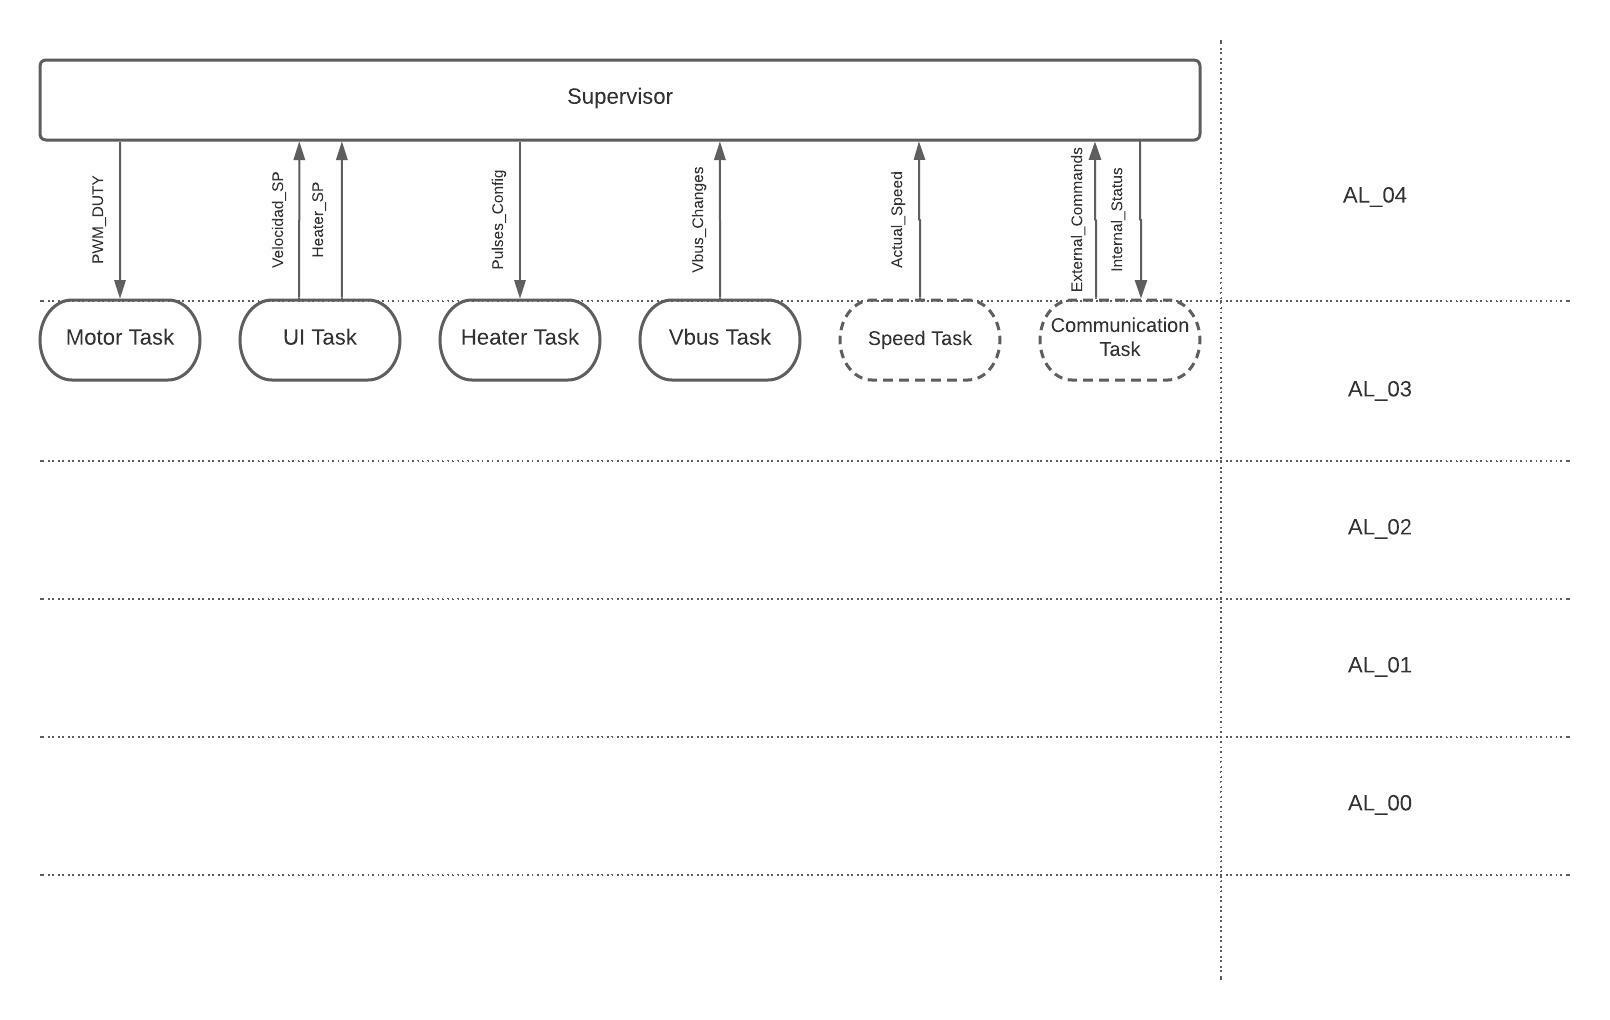 Supervisor
PWM_DUTY
Velocidad_SP
Heater_SP
Pulses_Config
Vbus_Changes
Actual_Speed
External_Commands
Internal_Status
AL_04
Motor Task
UI Task
Heater Task
Vbus Task
Speed Task
Communication
Task
AL_03
AL_02
AL_01
AL_00